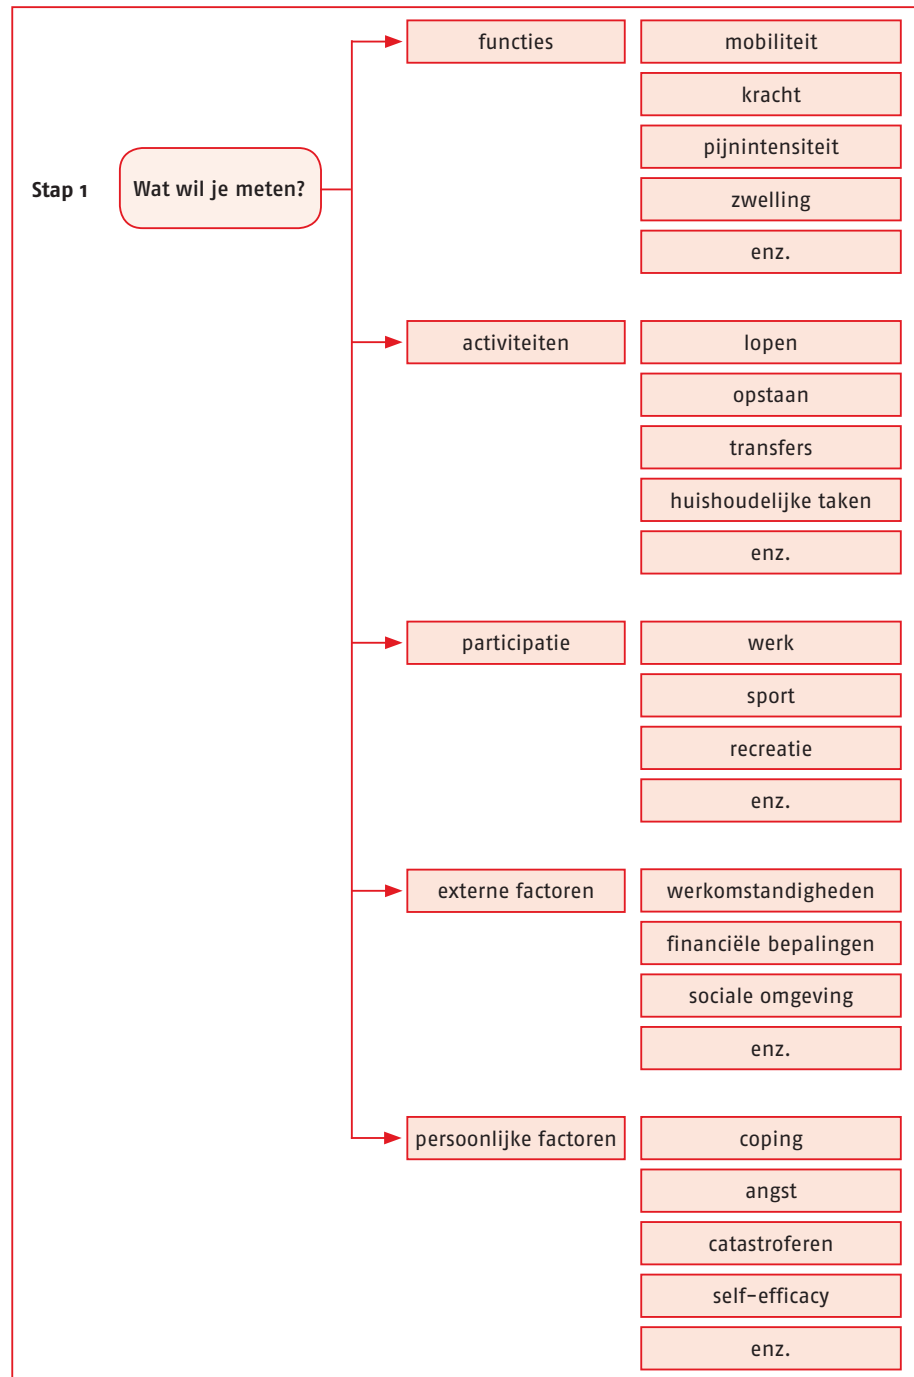 Stap 1
Wat wil je meten?
functies
mobiliteit
kracht
pijnintensiteit
zwelling
enz.
activiteiten
lopen
opstaan
transfers
huishoudelijke taken
enz.
participatie
werk
sport
recreatie
enz.
externe factoren
werkomstandigheden
financiële bepalingen
sociale omgeving
enz.
persoonlijke factoren
coping
angst
catastroferen
self-efficacy
enz.